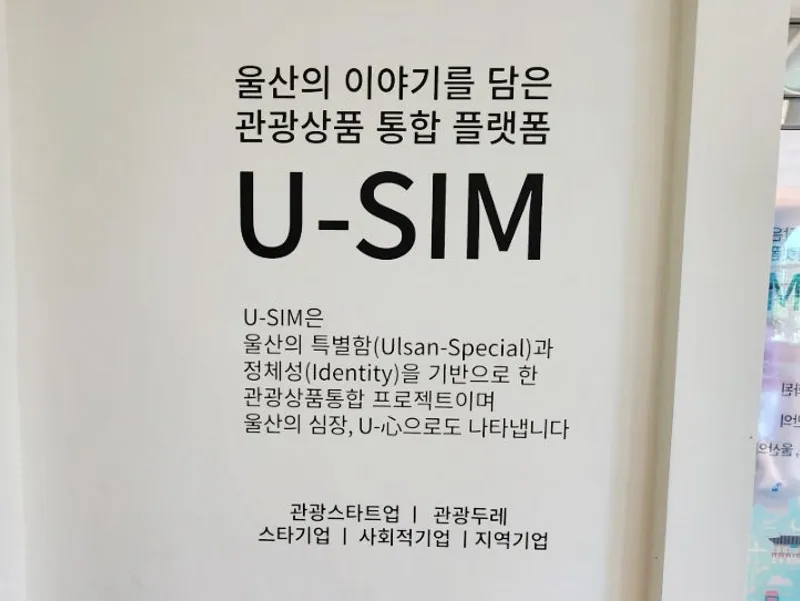 울산의 이야기를 담은
관광상품 통합 플랫폼
U-SIM
U-SIM은
울산의 특별함(Ulsan-Special)과
정체성(Identity)을 기반으로 한
관광상품통합 프로젝트이며
울산의 심장, U-心으로도 나타냅니다
관광스타트업 | 관광두레
스타기업 | 사회적기업 | 지역기업